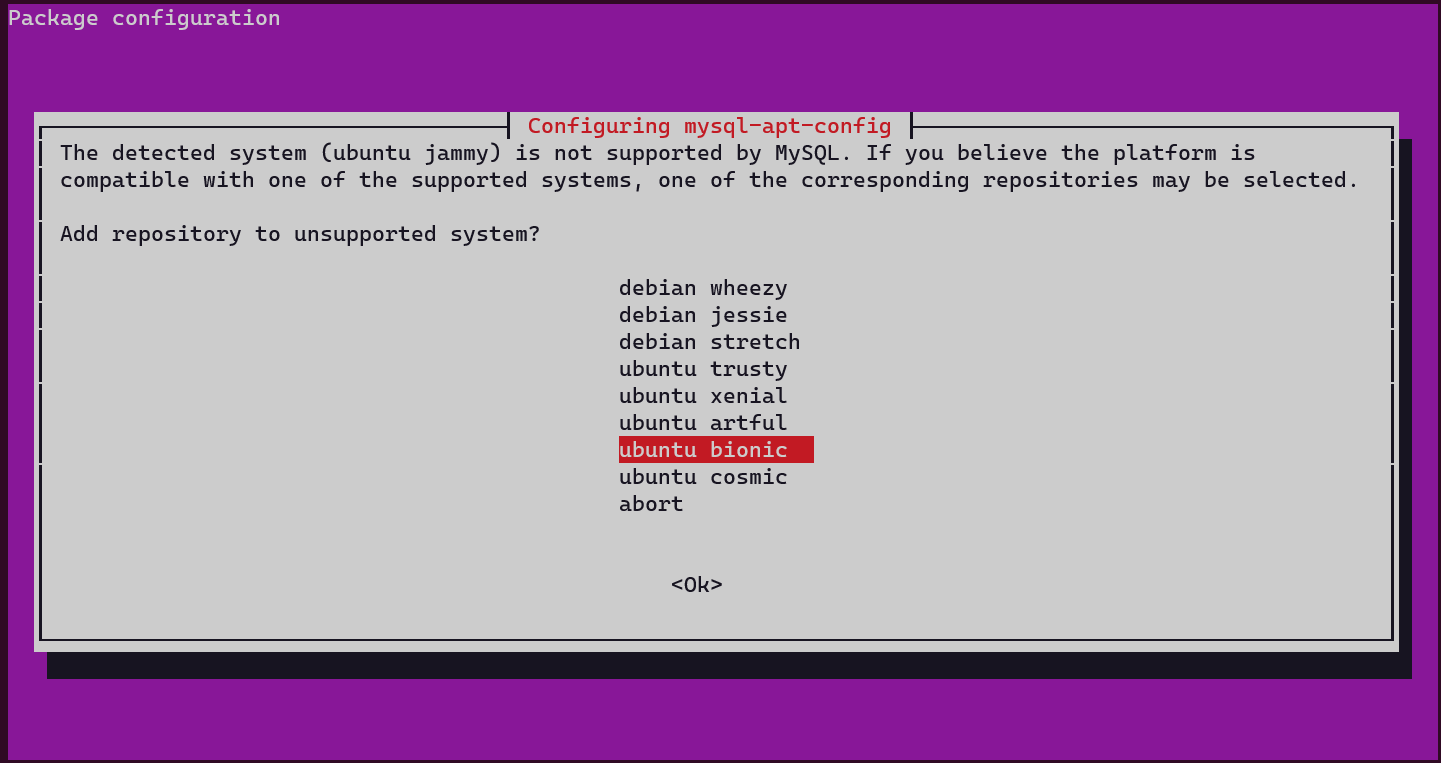 Package configuration
Configuring mysql-apt-config
The detected system (ubuntu jammy) is not supported by MySQL. If you believe the platform is
compatible with one of the supported systems, one of the corresponding repositories may be selected.
Add repository to unsupported system?
debian wheezy
debian jessie
debian stretch
ubuntu trusty
ubuntu xenial
ubuntu artful
ubuntu bionic
ubuntu cosmic
abort
<Ok>